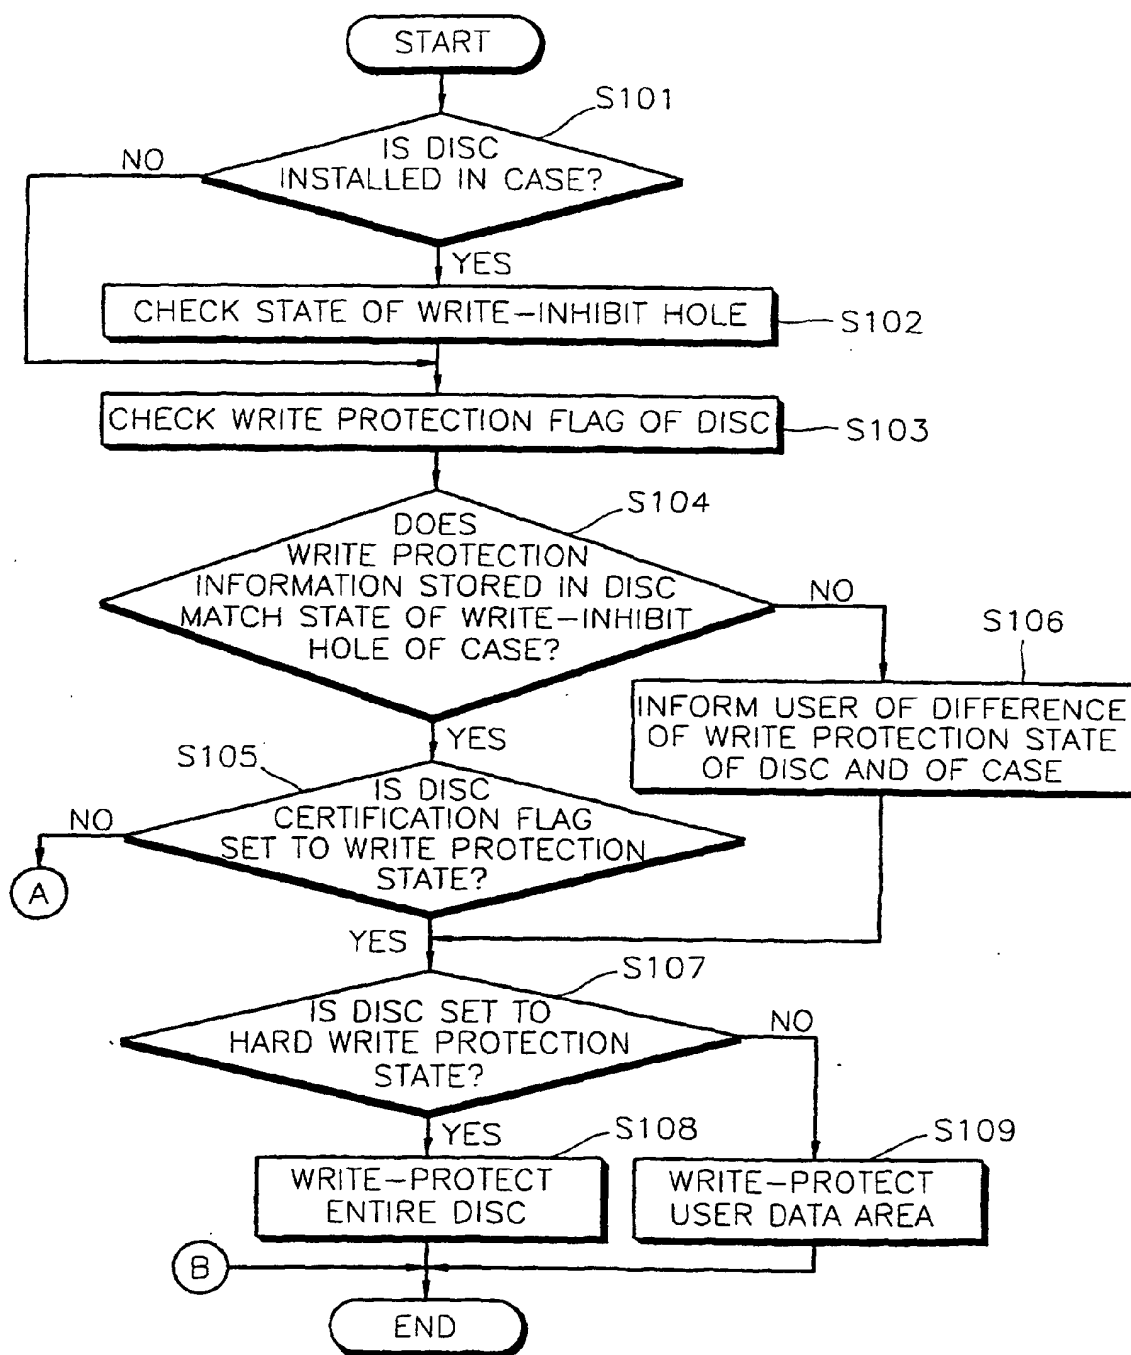 START
S101
IS DISC
INSTALLED IN CASE?
NO
YES
CHECK STATE OF WRITE-INHIBIT HOLE
S102
CHECK WRITE PROTECTION FLAG OF DISC
S103
S104
DOES
WRITE PROTECTION
INFORMATION STORED IN DISC
MATCH STATE OF WRITE-INHIBIT
HOLE OF CASE?
NO
YES
S106
INFORM USER OF DIFFERENCE
OF WRITE PROTECTION STATE
OF DISC AND OF CASE
S105
IS DISC
CERTIFICATION FLAG
SET TO WRITE PROTECTION
STATE?
NO
A
YES
S107
IS DISC SET TO
HARD WRITE PROTECTION
STATE?
NO
YES
S108
WRITE-PROTECT
ENTIRE DISC
S109
WRITE-PROTECT
USER DATA AREA
B
END